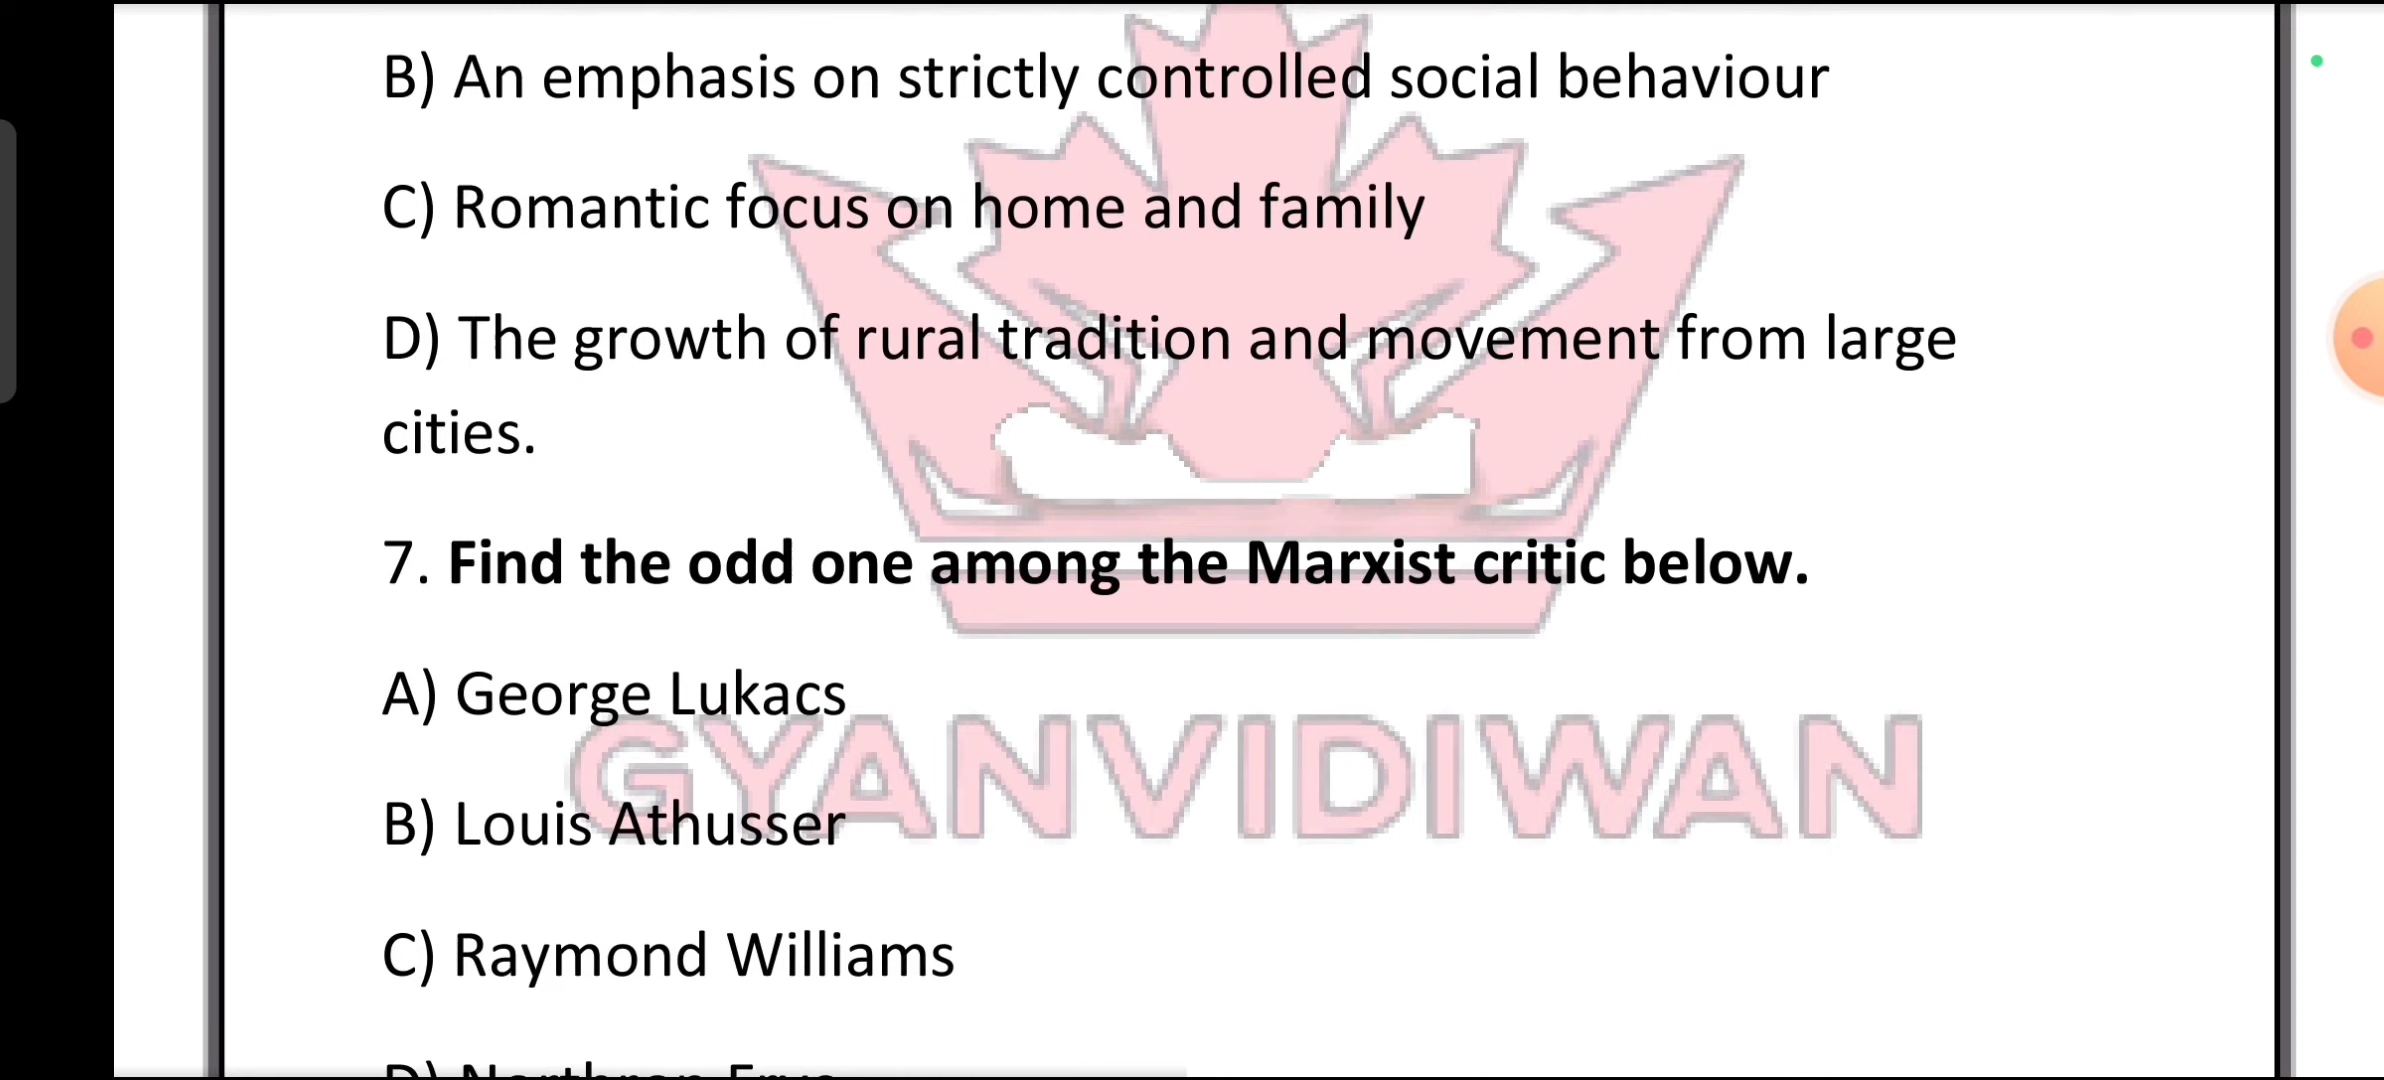 B) An emphasis on strictly controlled social behaviour
C) Romantic focus on home and family
D) The growth of rural tradition and movement from large
cities.
7. Find the odd one among the Marxist critic below.
A) George Lukacs
GYANVIDIWAN
B) Louis Athusser
C) Raymond Williams